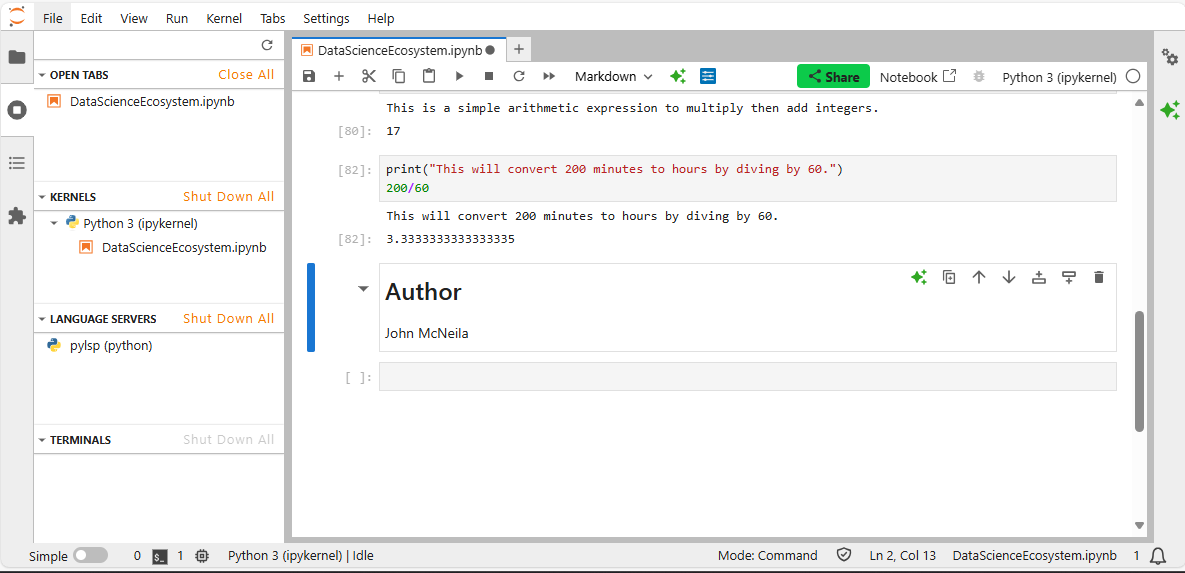 File Edit View Run Kernel Tabs Settings Help
OPEN TABS Close All
DataScienceEcosystem.ipynb
KERNELS Shut Down All
Python 3 (ipykernel)
DataScienceEcosystem.ipynb
LANGUAGE SERVERS Shut Down All
pylsp (python)
TERMINALS Shut Down All
DataScienceEcosystem.ipynb
Markdown Share Notebook Python 3 (ipykernel)
This is a simple arithmetic expression to multiply then add integers.
[80]: 17
[82]: print("This will convert 200 minutes to hours by diving by 60.")
200/60
This will convert 200 minutes to hours by diving by 60.
[82]: 3.3333333333333335
Author
John McNeila
[ ]:
Simple 0 $_ 1 Python 3 (ipykernel) | Idle Mode: Command Ln 2, Col 13 DataScienceEcosystem.ipynb 1